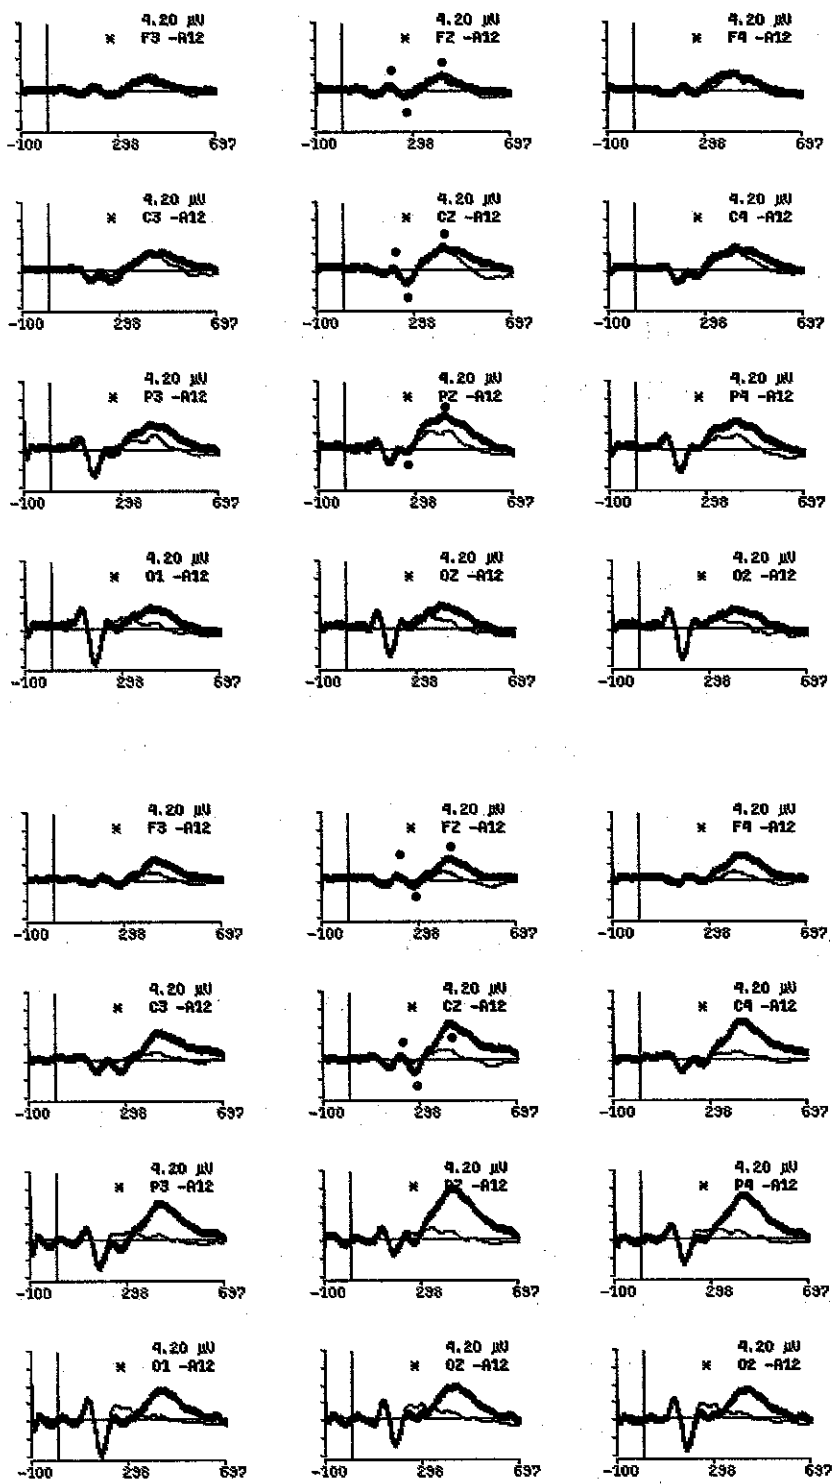 4.20 µV 4.20 µV 4.20 µV
* F3 -A12 * FZ -A12 * F4 -A12
-100 298 697 -100 298 697 -100 298 697
4.20 µV 4.20 µV 4.20 µV
* C3 -A12 * CZ -A12 * C4 -A12
-100 298 697 -100 298 697 -100 298 697
4.20 µV 4.20 µV 4.20 µV
* P3 -A12 * PZ -A12 * P4 -A12
-100 298 697 -100 298 697 -100 298 697
4.20 µV 4.20 µV 4.20 µV
* O1 -A12 * OZ -A12 * O2 -A12
-100 298 697 -100 298 697 -100 298 697
4.20 µV 4.20 µV 4.20 µV
* F3 -A12 * FZ -A12 * F4 -A12
-100 298 697 -100 298 697 -100 298 697
4.20 µV 4.20 µV 4.20 µV
* C3 -A12 * CZ -A12 * C4 -A12
-100 298 697 -100 298 697 -100 298 697
4.20 µV 4.20 µV 4.20 µV
* P3 -A12 * PZ -A12 * P4 -A12
-100 298 697 -100 298 697 -100 298 697
4.20 µV 4.20 µV 4.20 µV
* O1 -A12 * OZ -A12 * O2 -A12
-100 298 697 -100 298 697 -100 298 697